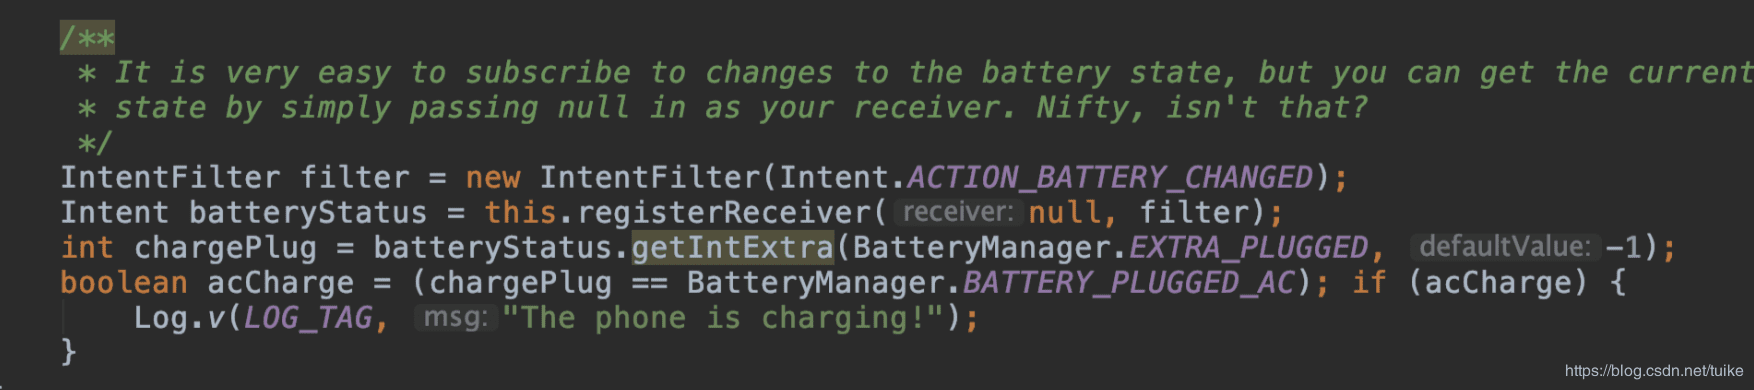 /**
 * It is very easy to subscribe to changes to the battery state, but you can get the current
 * state by simply passing null in as your receiver. Nifty, isn't that?
 */
IntentFilter filter = new IntentFilter(Intent.ACTION_BATTERY_CHANGED);
Intent batteryStatus = this.registerReceiver( receiver: null, filter);
int chargePlug = batteryStatus.getIntExtra(BatteryManager.EXTRA_PLUGGED, defaultValue: -1);
boolean acCharge = (chargePlug == BatteryManager.BATTERY_PLUGGED_AC); if (acCharge) {
    Log.v(LOG_TAG, msg: "The phone is charging!");
}
https://blog.csdn.net/tuike